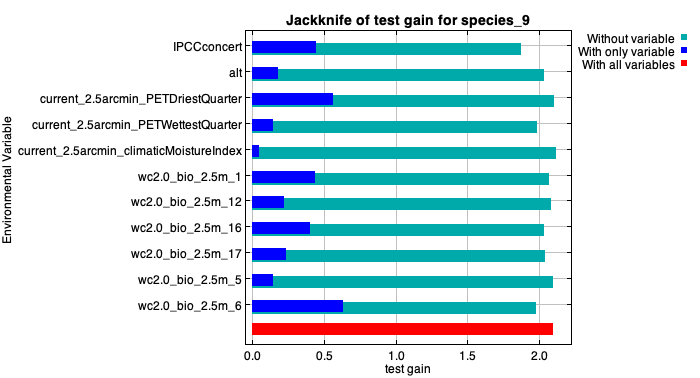 Jackknife of test gain for species_9
Without variable
With only variable
With all variables
Environmental Variable
IPCCconcert
alt
current_2.5arcmin_PETDriestQuarter
current_2.5arcmin_PETWettestQuarter
current_2.5arcmin_climaticMoistureIndex
wc2.0_bio_2.5m_1
wc2.0_bio_2.5m_12
wc2.0_bio_2.5m_16
wc2.0_bio_2.5m_17
wc2.0_bio_2.5m_5
wc2.0_bio_2.5m_6
0.0 0.5 1.0 1.5 2.0
test gain